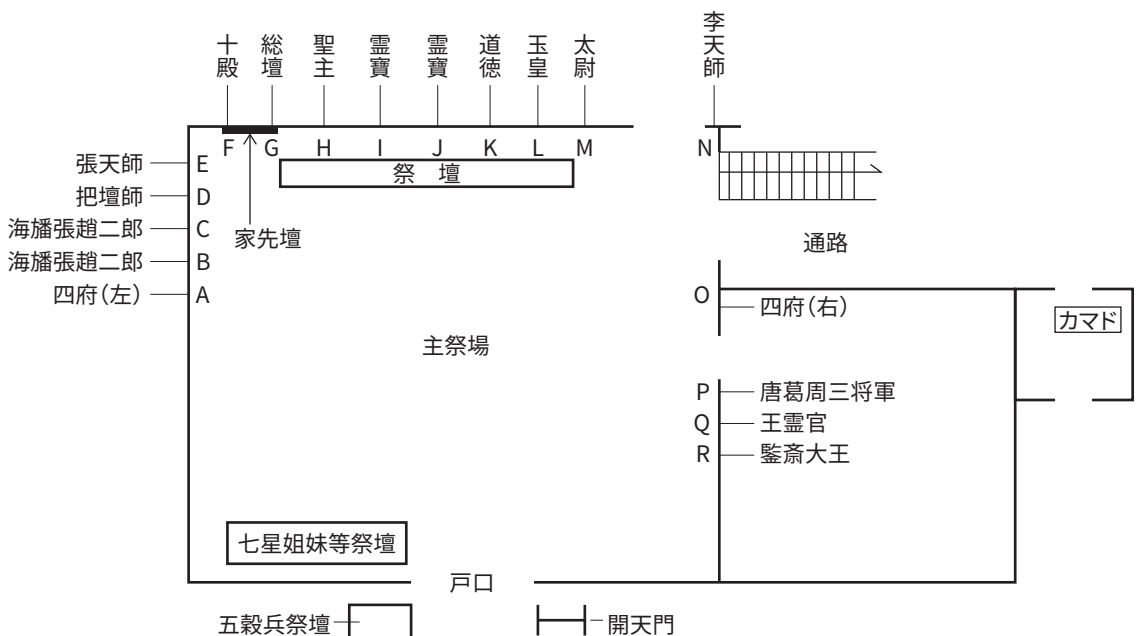 十殿
総壇
聖主
霊寶
霊寶
道徳
玉皇
太尉
李天師
F
G
H
I
J
K
L
M
N
祭 壇
張天師
E
把壇師
D
海旛張趙二郎
C
海旛張趙二郎
B
四府(左)
A
家先壇
通路
O
四府(右)
カマド
主祭場
P
唐葛周三将軍
Q
王霊官
R
監斎大王
七星姐妹等祭壇
戸口
五穀兵祭壇
開天門